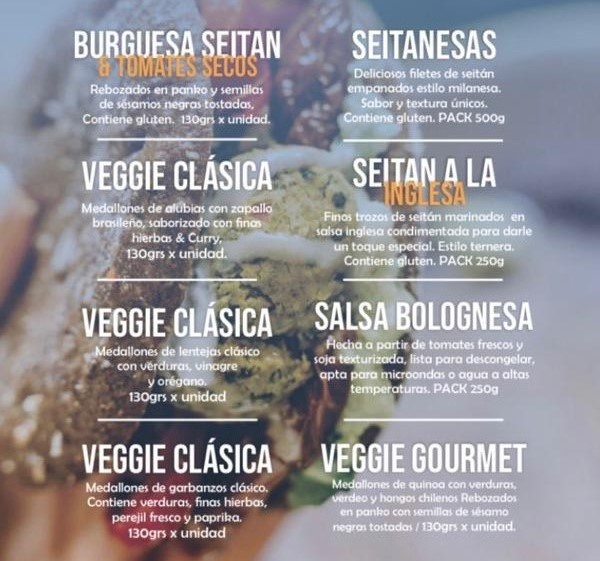 BURGUESA SEITAN
& TOMATES SECOS
Rebozados en panko y semillas
de sésamos negras tostadas,
Contiene gluten. 130grs x unidad.
VEGGIE CLÁSICA
Medallones de alubias con zapallo
brasileño, saborizado con finas
hierbas & Curry,
130grs x unidad.
VEGGIE CLÁSICA
Medallones de lentejas clásico
con verduras, vinagre
y orégano.
130grs x unidad
VEGGIE CLÁSICA
Medallones de garbanzos clásico.
Contiene verduras, finas hierbas,
perejil fresco y paprika.
130grs x unidad
SEITANESAS
Deliciosos filetes de seitán
empanados estilo milanesa.
Sabor y textura únicos.
Contiene gluten. PACK 500g
SEITAN A LA
INGLESA
Finos trozos de seitán marinados en
salsa inglesa condimentada para darle
un toque especial. Estilo ternera.
Contiene gluten. PACK 250g
SALSA BOLOGNESA
Hecha a partir de tomates frescos y
soja texturizada, lista para descongelar,
apta para microondas o agua a altas
temperaturas. PACK 250g
VEGGIE GOURMET
Medallones de quinoa con verduras,
verdeo y hongos chilenos Rebozados
en panko con semillas de sésamo
negras tostadas / 130grs x unidad.